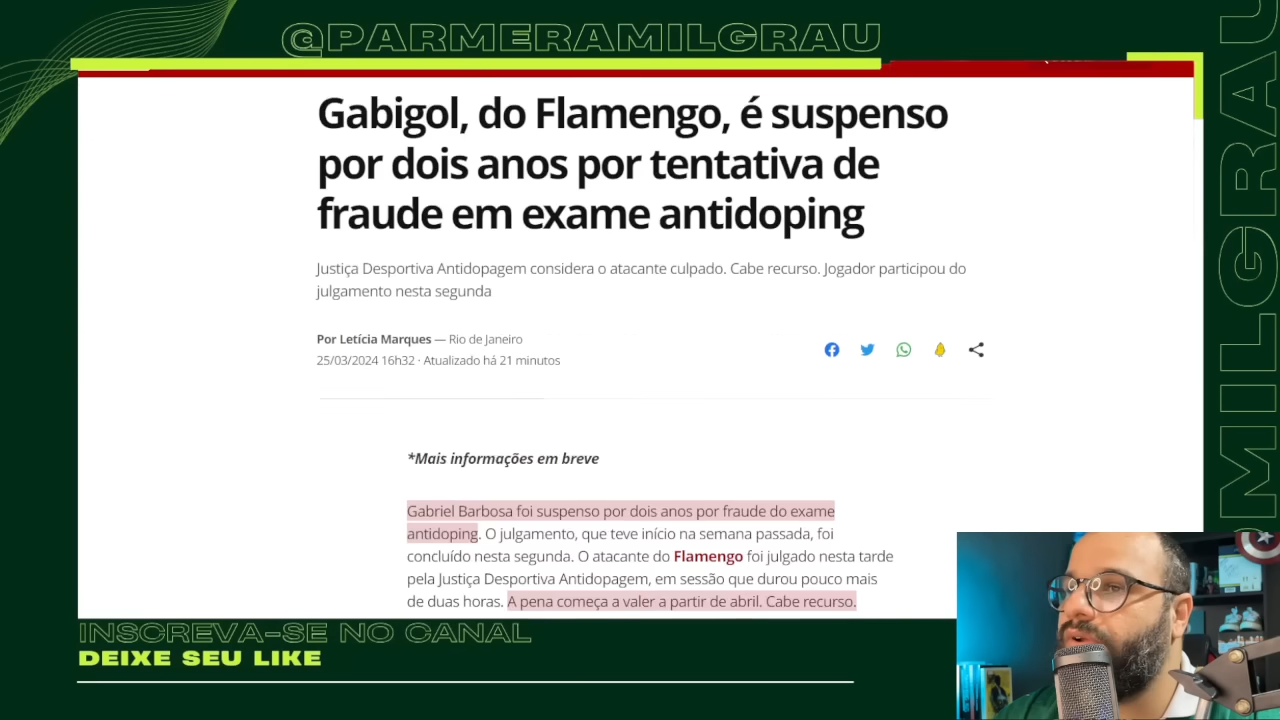 @PARMERAMILGRAU
Gabigol, do Flamengo, é suspenso
por dois anos por tentativa de
fraude em exame antidoping
Justiça Desportiva Antidopagem considera o atacante culpado. Cabe recurso. Jogador participou do
julgamento nesta segunda
Por Letícia Marques — Rio de Janeiro
25/03/2024 16h32 · Atualizado há 21 minutos
*Mais informações em breve
Gabriel Barbosa foi suspenso por dois anos por fraude do exame
antidoping. O julgamento, que teve início na semana passada, foi
concluído nesta segunda. O atacante do Flamengo foi julgado nesta tarde
pela Justiça Desportiva Antidopagem, em sessão que durou pouco mais
de duas horas. A pena começa a valer a partir de abril. Cabe recurso.
INSCREVA-SE NO CANAL
DEIXE SEU LIKE
MILGRAU